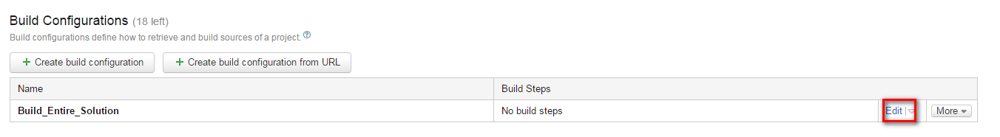 Build Configurations (18 left)
Build configurations define how to retrieve and build sources of a project. ?
+ Create build configuration + Create build configuration from URL
Name Build Steps
Build_Entire_Solution No build steps Edit More